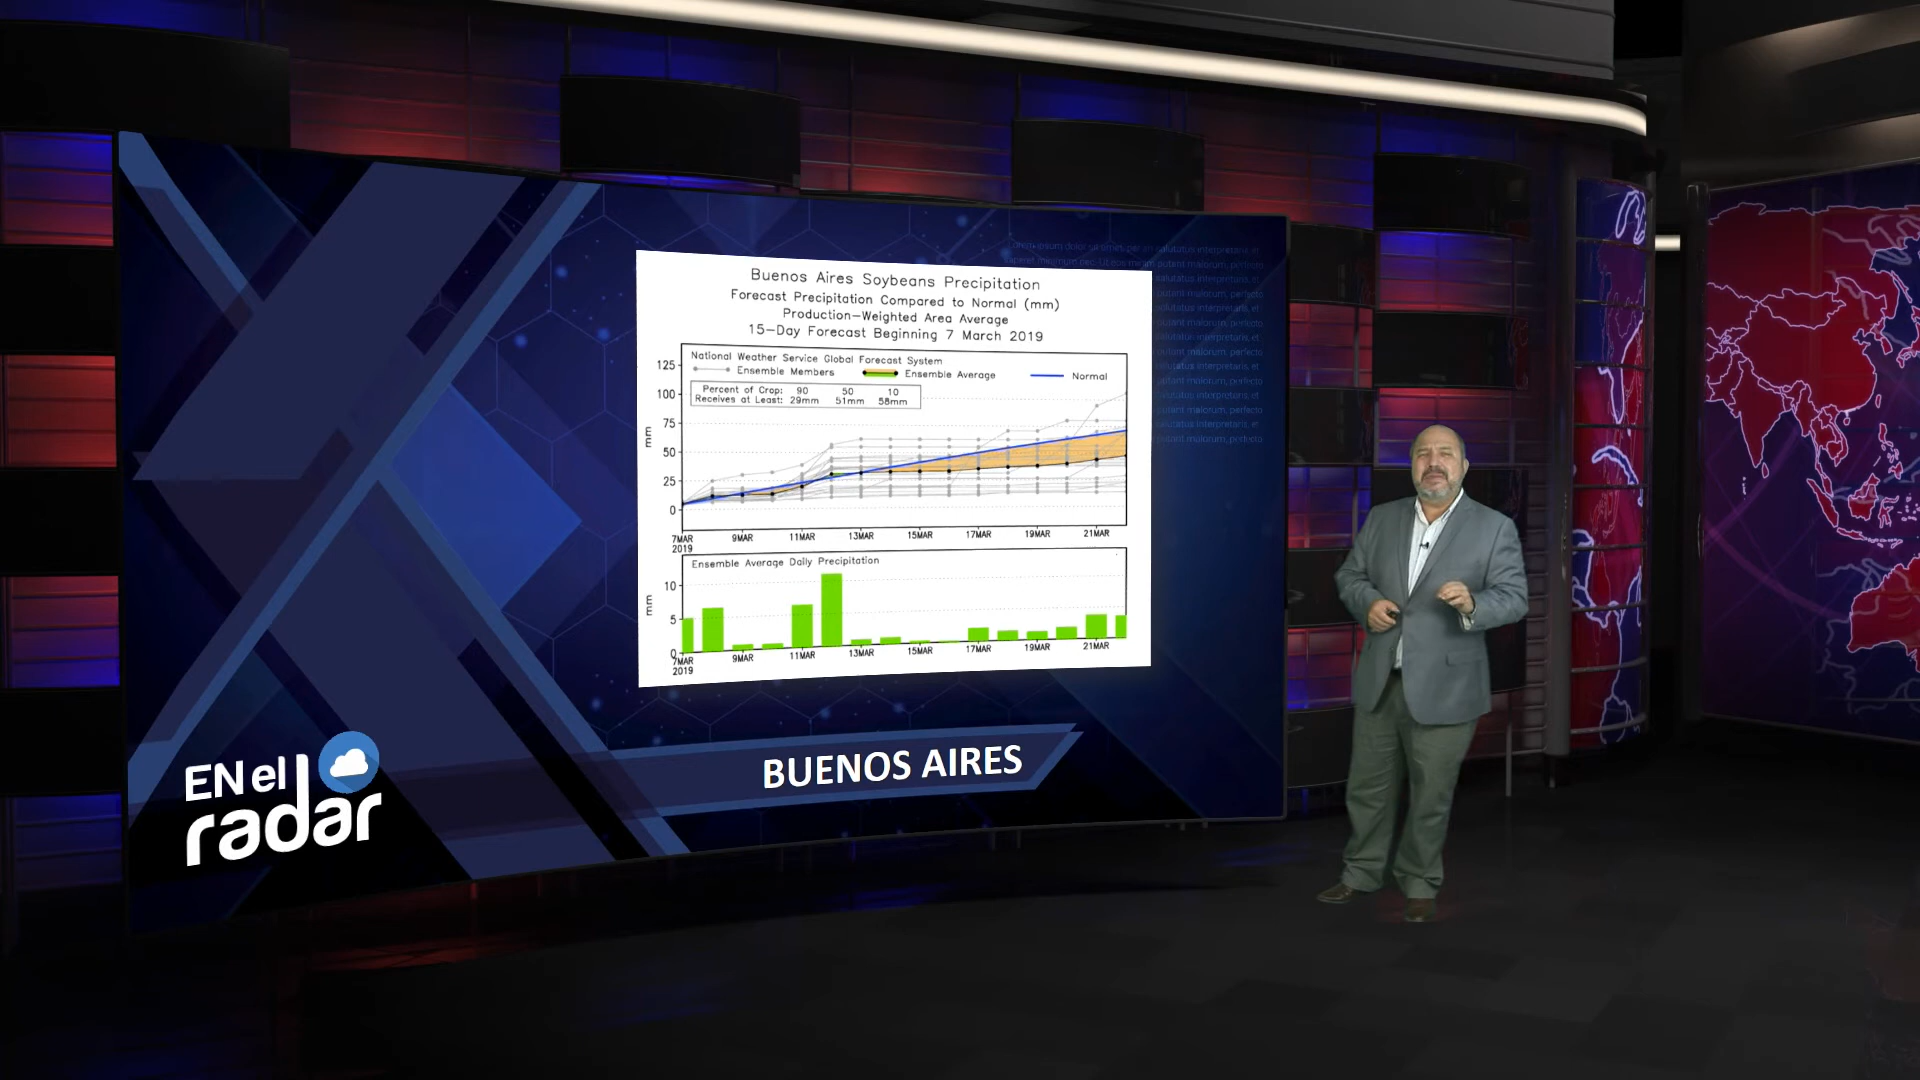 Buenos Aires Soybeans Precipitation
Forecast Precipitation Compared to Normal (mm)
Production-Weighted Area Average
15-Day Forecast Beginning 7 March 2019
National Weather Service Global Forecast System
Ensemble Members Ensemble Average Normal
Percent of Crop: 90 50 10
Receives at Least: 29mm 51mm 58mm
125
100
75
50
25
0
mm
7MAR 9MAR 11MAR 13MAR 15MAR 17MAR 19MAR 21MAR
2019
Ensemble Average Daily Precipitation
10
5
0
mm
7MAR 9MAR 11MAR 13MAR 15MAR 17MAR 19MAR 21MAR
2019
BUENOS AIRES
EN el
radar